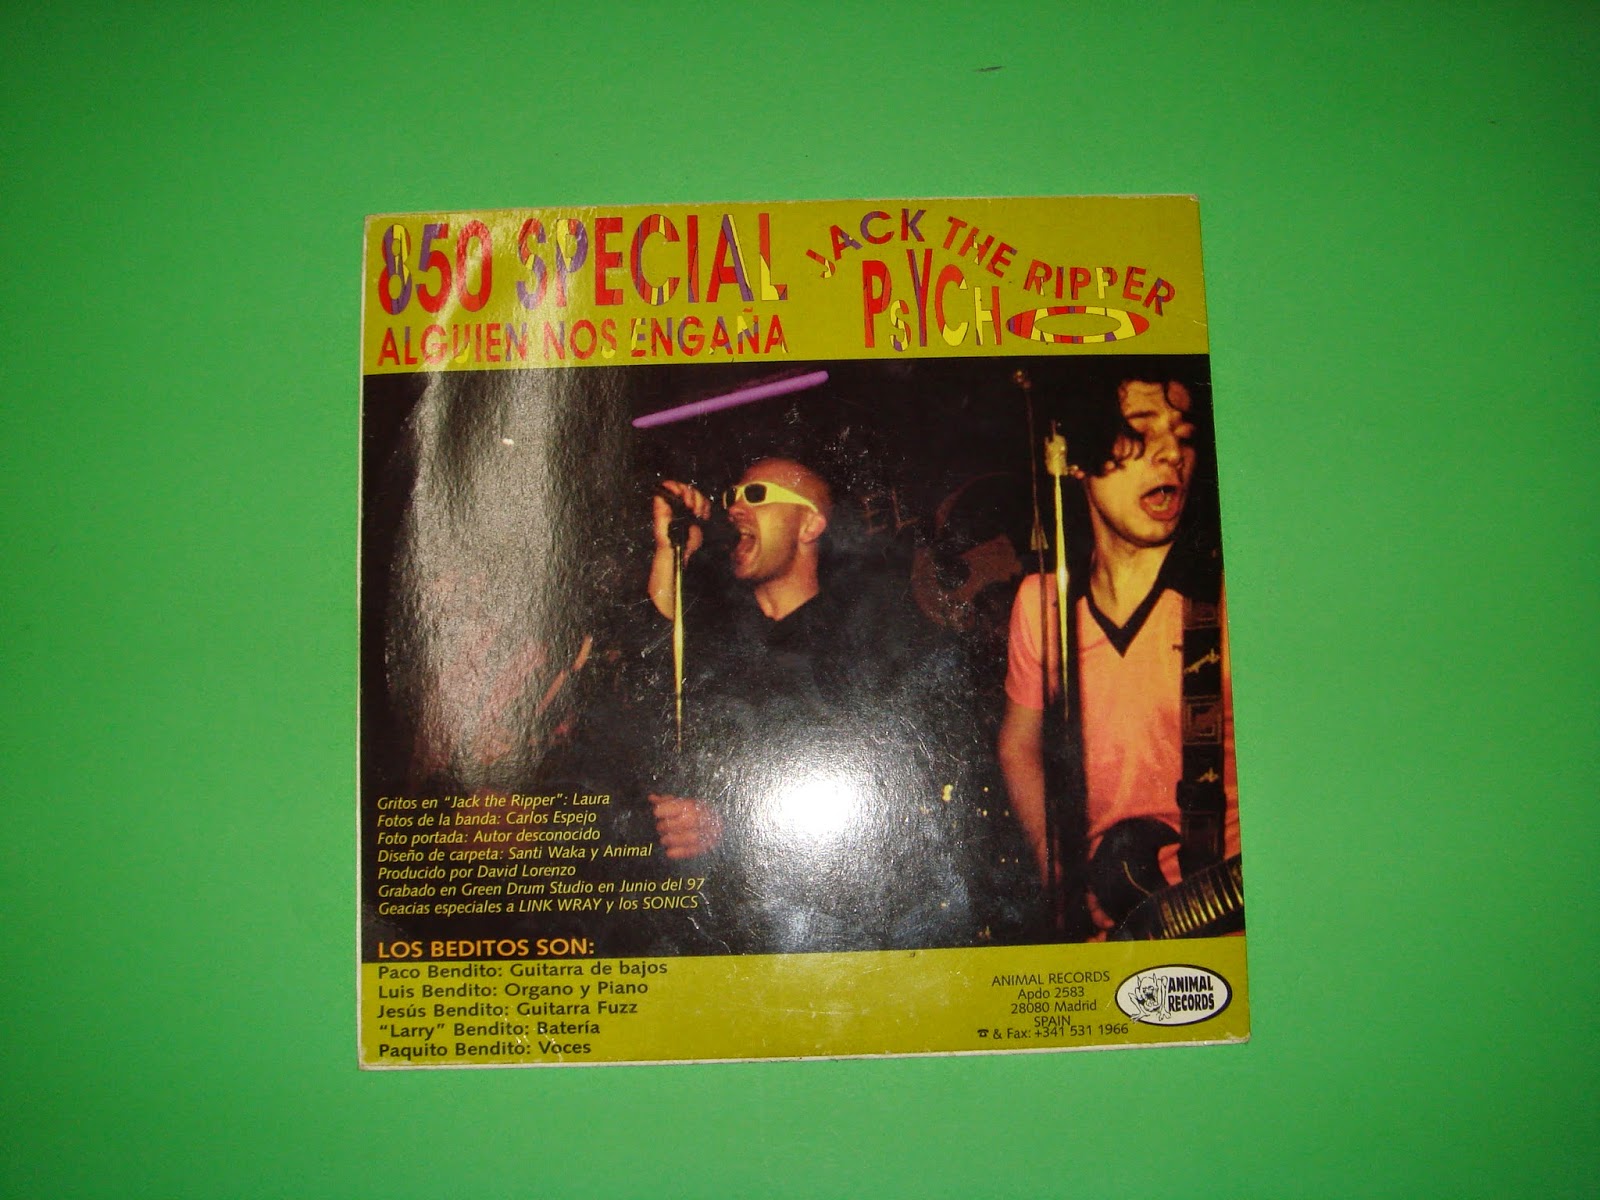 850 SPECIAL
ALGUIEN NOS ENGAÑA
JACK THE RIPPER
PSYCHO
Gritos en "Jack the Ripper": Laura
Fotos de la banda: Carlos Espejo
Foto portada: Autor desconocido
Diseño de carpeta: Santi Waka y Animal
Producido por David Lorenzo
Grabado en Green Drum Studio en Junio del 97
Geacias especiales a LINK WRAY y los SONICS
LOS BEDITOS SON:
Paco Bendito: Guitarra de bajos
Luis Bendito: Organo y Piano
Jesús Bendito: Guitarra Fuzz
"Larry" Bendito: Batería
Paquito Bendito: Voces
ANIMAL RECORDS
Apdo 2583
28080 Madrid
SPAIN
☎ & Fax: +341 531 1966
ANIMAL
RECORDS